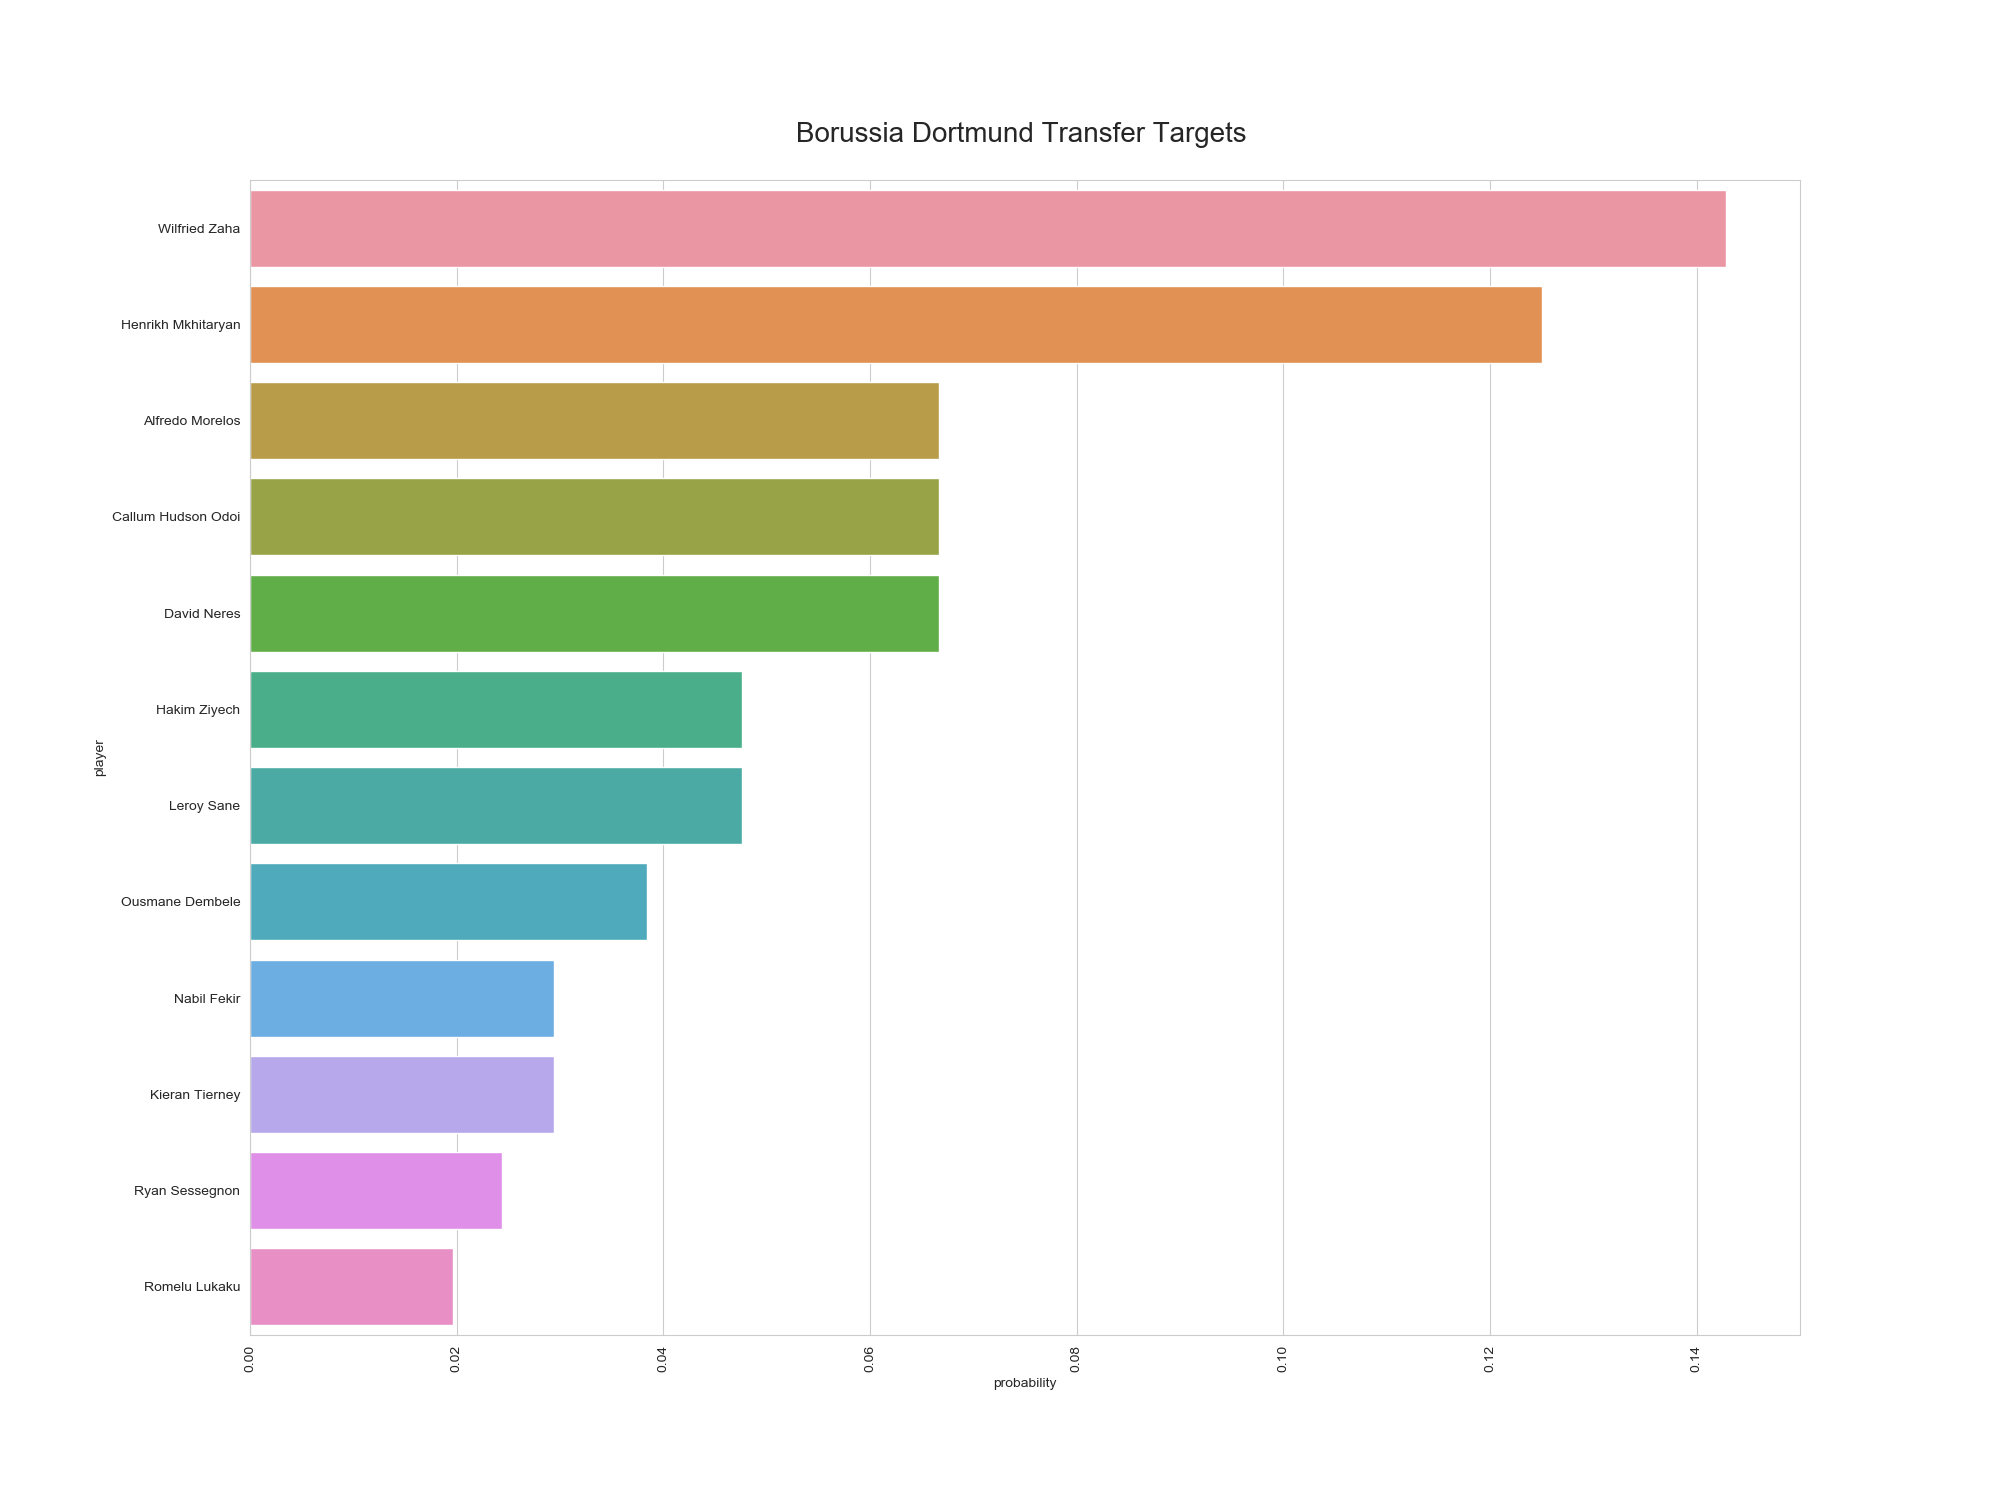 Borussia Dortmund Transfer Targets
Wilfried Zaha
Henrikh Mkhitaryan
Alfredo Morelos
Callum Hudson Odoi
David Neres
Hakim Ziyech
Leroy Sane
Ousmane Dembele
Nabil Fekir
Kieran Tierney
Ryan Sessegnon
Romelu Lukaku
player
0.00
0.02
0.04
0.06
0.08
0.10
0.12
0.14
probability